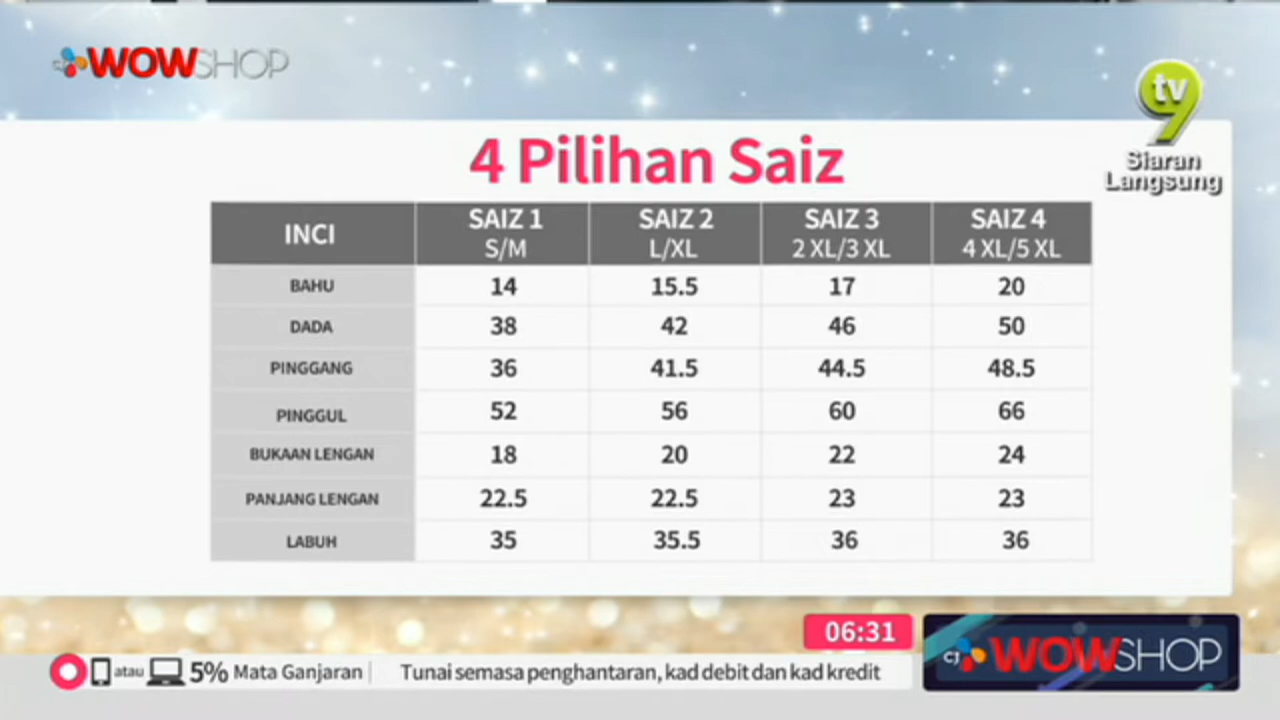 WOWSHOP
tv
9
Siaran
Langsung
4 Pilihan Saiz
INCI SAIZ 1 S/M SAIZ 2 L/XL SAIZ 3 2 XL/3 XL SAIZ 4 4 XL/5 XL
BAHU 14 15.5 17 20
DADA 38 42 46 50
PINGGANG 36 41.5 44.5 48.5
PINGGUL 52 56 60 66
BUKAAN LENGAN 18 20 22 24
PANJANG LENGAN 22.5 22.5 23 23
LABUH 35 35.5 36 36
06:31
atau 5% Mata Ganjaran | Tunai semasa penghantaran, kad debit dan kad kredit
CJ WOWSHOP